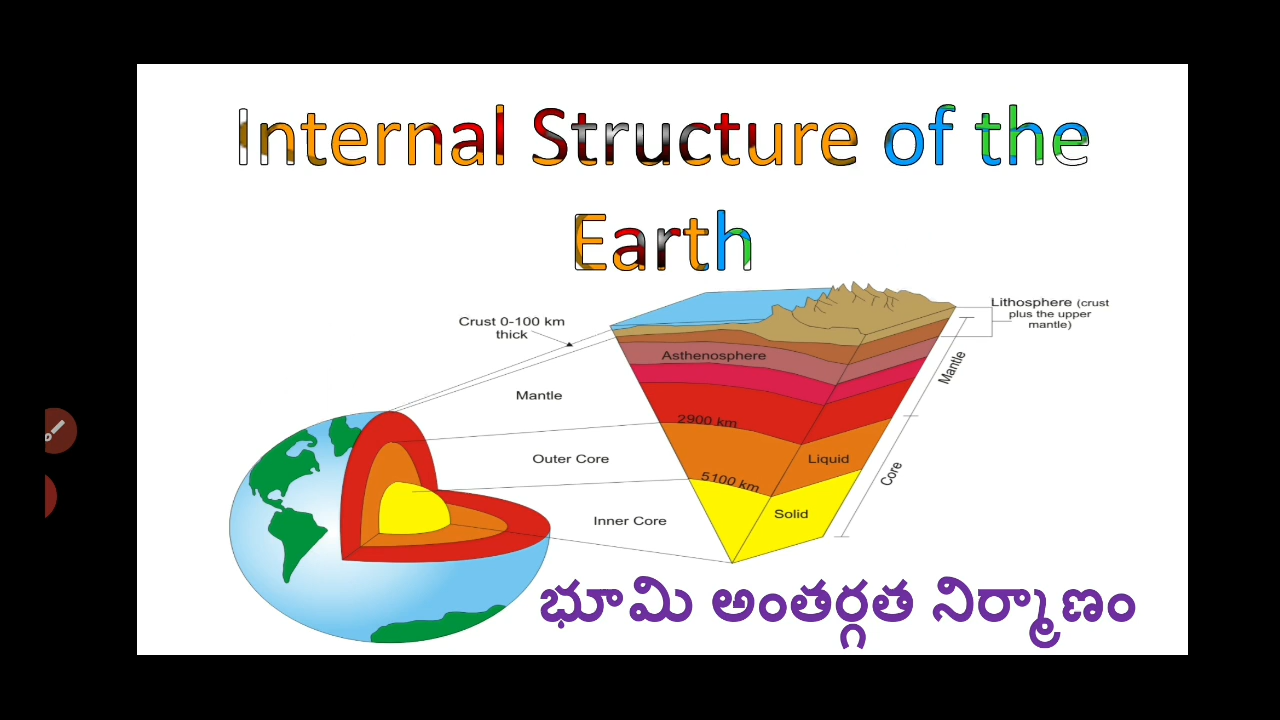 Internal Structure of the
Earth
Crust 0-100 km
thick
Lithosphere (crust
plus the upper
mantle)
Asthenosphere
Mantle
Mantle
2900 km
Outer Core
Liquid
Core
5100 km
Inner Core
Solid
భూమి అంతర్గత నిర్మాణం